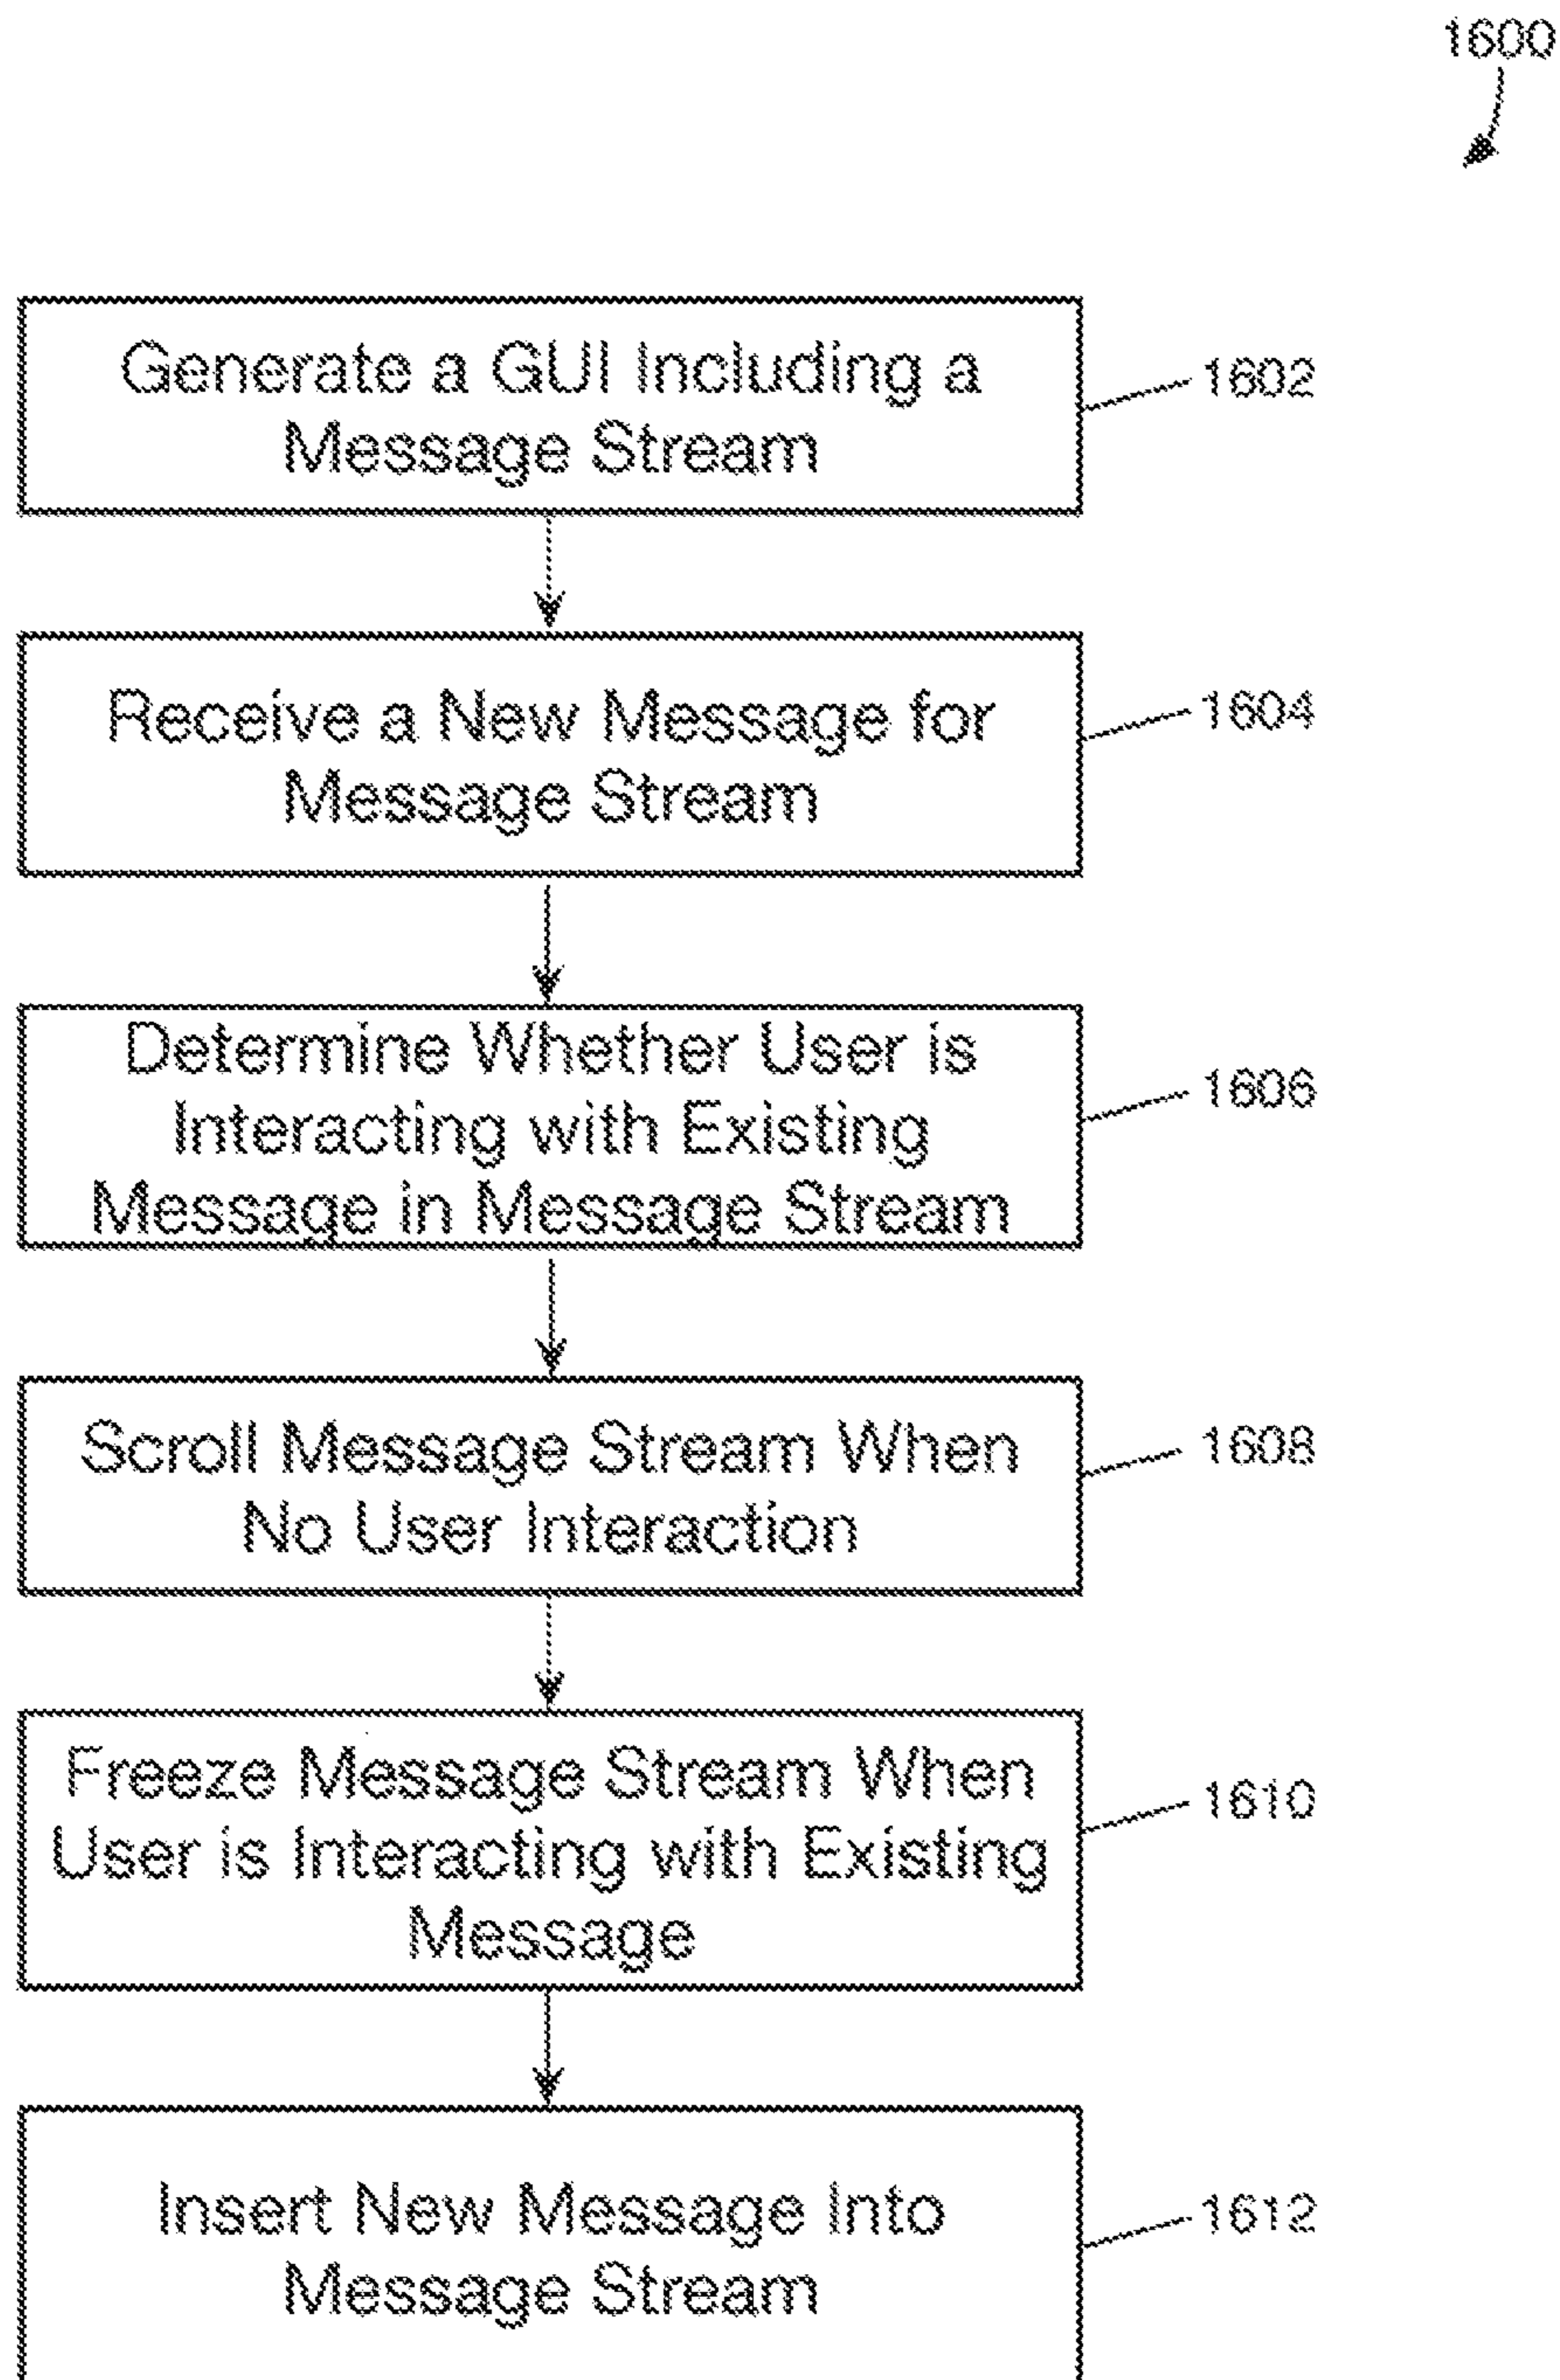 1600
Generate a GUI Including a
Message Stream
1602
Receive a New Message for
Message Stream
1604
Determine Whether User is
Interacting with Existing
Message in Message Stream
1606
Scroll Message Stream When
No User Interaction
1608
Freeze Message Stream When
User is Interacting with Existing
Message
1610
Insert New Message Into
Message Stream
1612